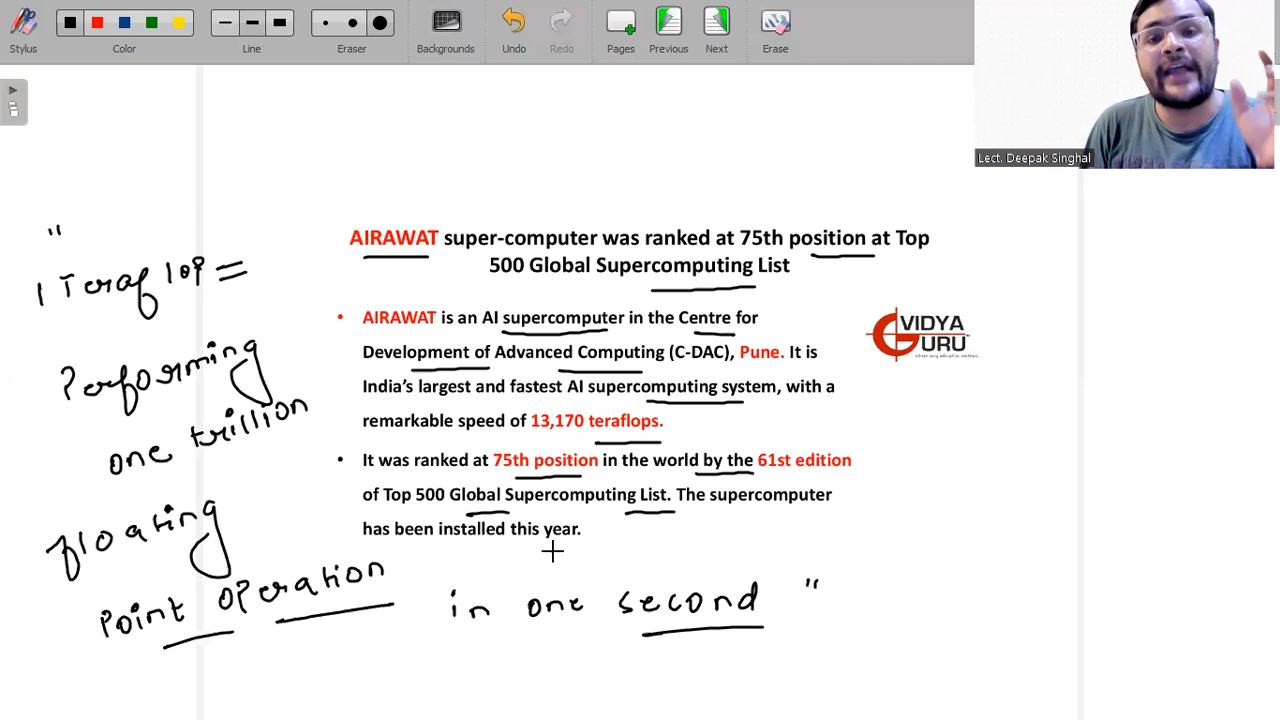 Stylus
Color
Line
Eraser
Backgrounds
Undo
Redo
Pages
Previous
Next
Erase
Lect. Deepak Singhal
AIRAWAT super-computer was ranked at 75th position at Top
500 Global Supercomputing List
• AIRAWAT is an AI supercomputer in the Centre for
Development of Advanced Computing (C-DAC), Pune. It is
India’s largest and fastest AI supercomputing system, with a
remarkable speed of 13,170 teraflops.
• It was ranked at 75th position in the world by the 61st edition
of Top 500 Global Supercomputing List. The supercomputer
has been installed this year.
VIDYA
GURU
"
1 Teraflop =
Performing
one trillion
floating
Point operation in one second "